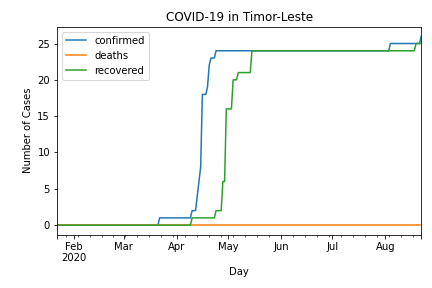 COVID-19 in Timor-Leste
confirmed
deaths
recovered
Number of Cases
25
20
15
10
5
0
Feb
2020
Mar
Apr
May
Jun
Jul
Aug
Day